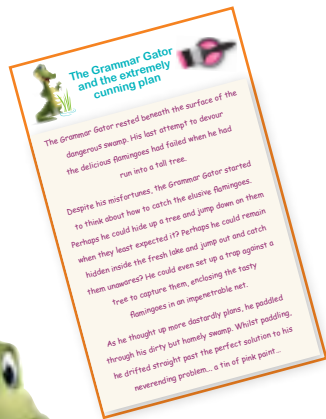 The Grammar Gator
and the extremely
cunning plan
The Grammar Gator rested beneath the surface of the
dangerous swamp. His last attempt to devour
the delicious flamingoes had failed when he had
run into a tall tree.
Despite his misfortunes, the Grammar Gator started
to think about how to catch the elusive flamingoes.
Perhaps he could hide up a tree and jump down on them
when they least expected it? Perhaps he could remain
hidden inside the fresh lake and jump out and catch
them unawares? He could even set up a trap against a
tree to capture them, enclosing the tasty
flamingoes in an impenetrable net.
As he thought up more dastardly plans, he paddled
through his dirty but homely swamp. Whilst paddling,
he drifted straight past the perfect solution to his
neverending problem... a tin of pink paint...